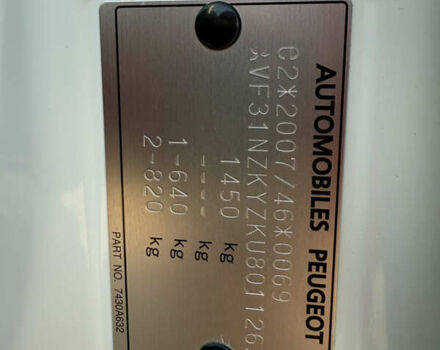 AUTOMOBILES PEUGEOT
e2*2007/46*0069
VF31NZKYZKU801126
1450 kg
---- kg
1-640 kg
2-820 kg
PART NO. 7430A632